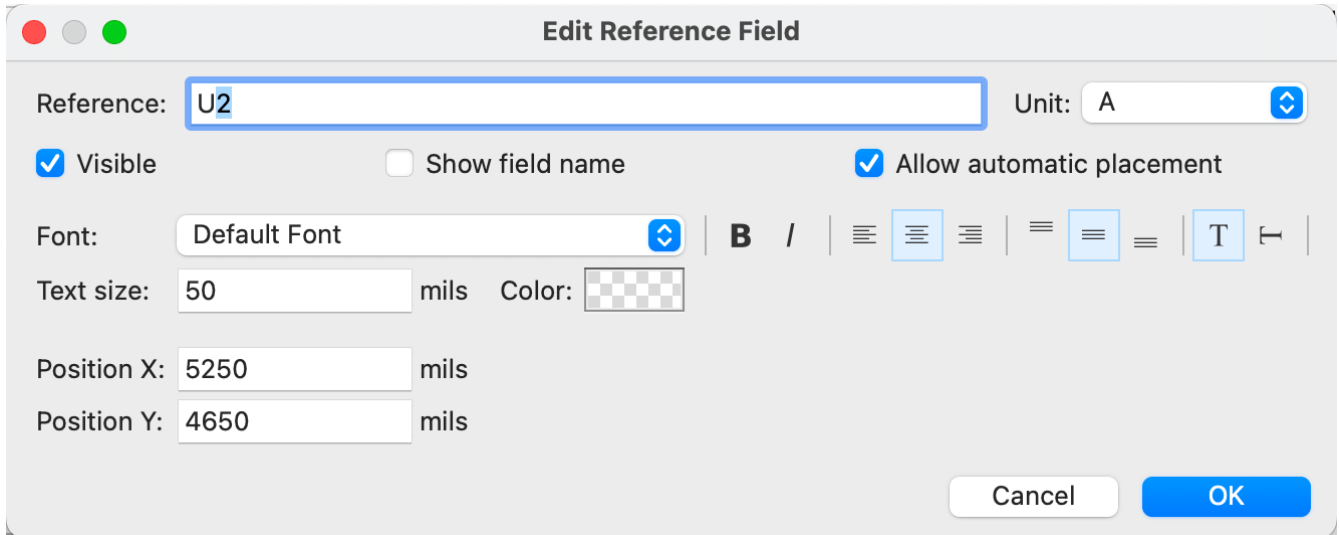 Edit Reference Field
Reference: U2 Unit: A
Visible Show field name Allow automatic placement
Font: Default Font B I T T
Text size: 50 mils Color:
Position X: 5250 mils
Position Y: 4650 mils
Cancel OK